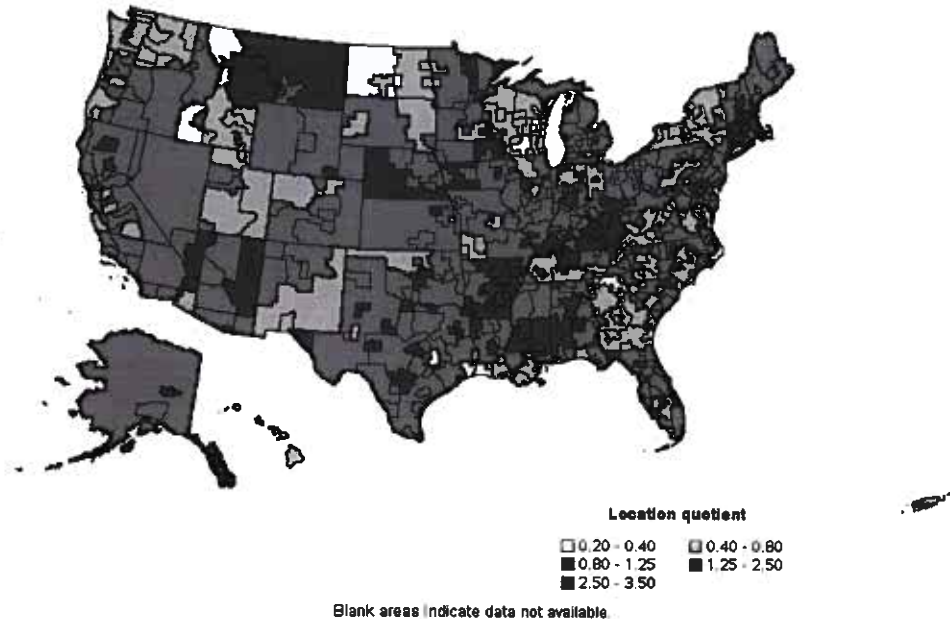 Location quotient
0.20 - 0.40 0.40 - 0.80
0.80 - 1.25 1.25 - 2.50
2.50 - 3.50
Blank areas indicate data not available.